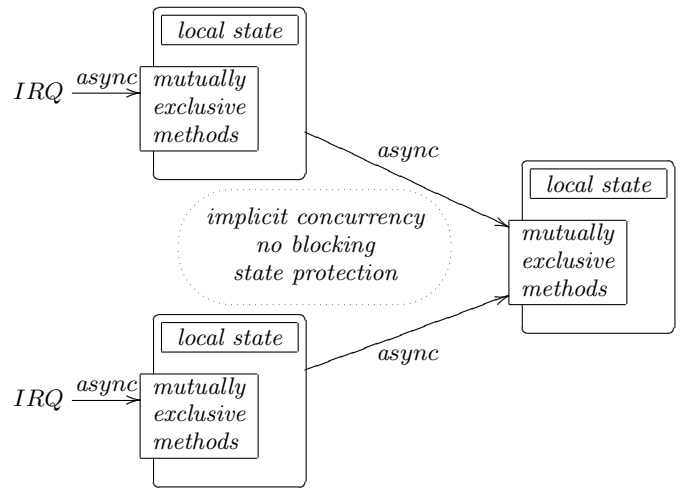 local state
IRQ
async
mutually
exclusive
methods
async
implicit concurrency
no blocking
state protection
local state
mutually
exclusive
methods
local state
async
IRQ
async
mutually
exclusive
methods